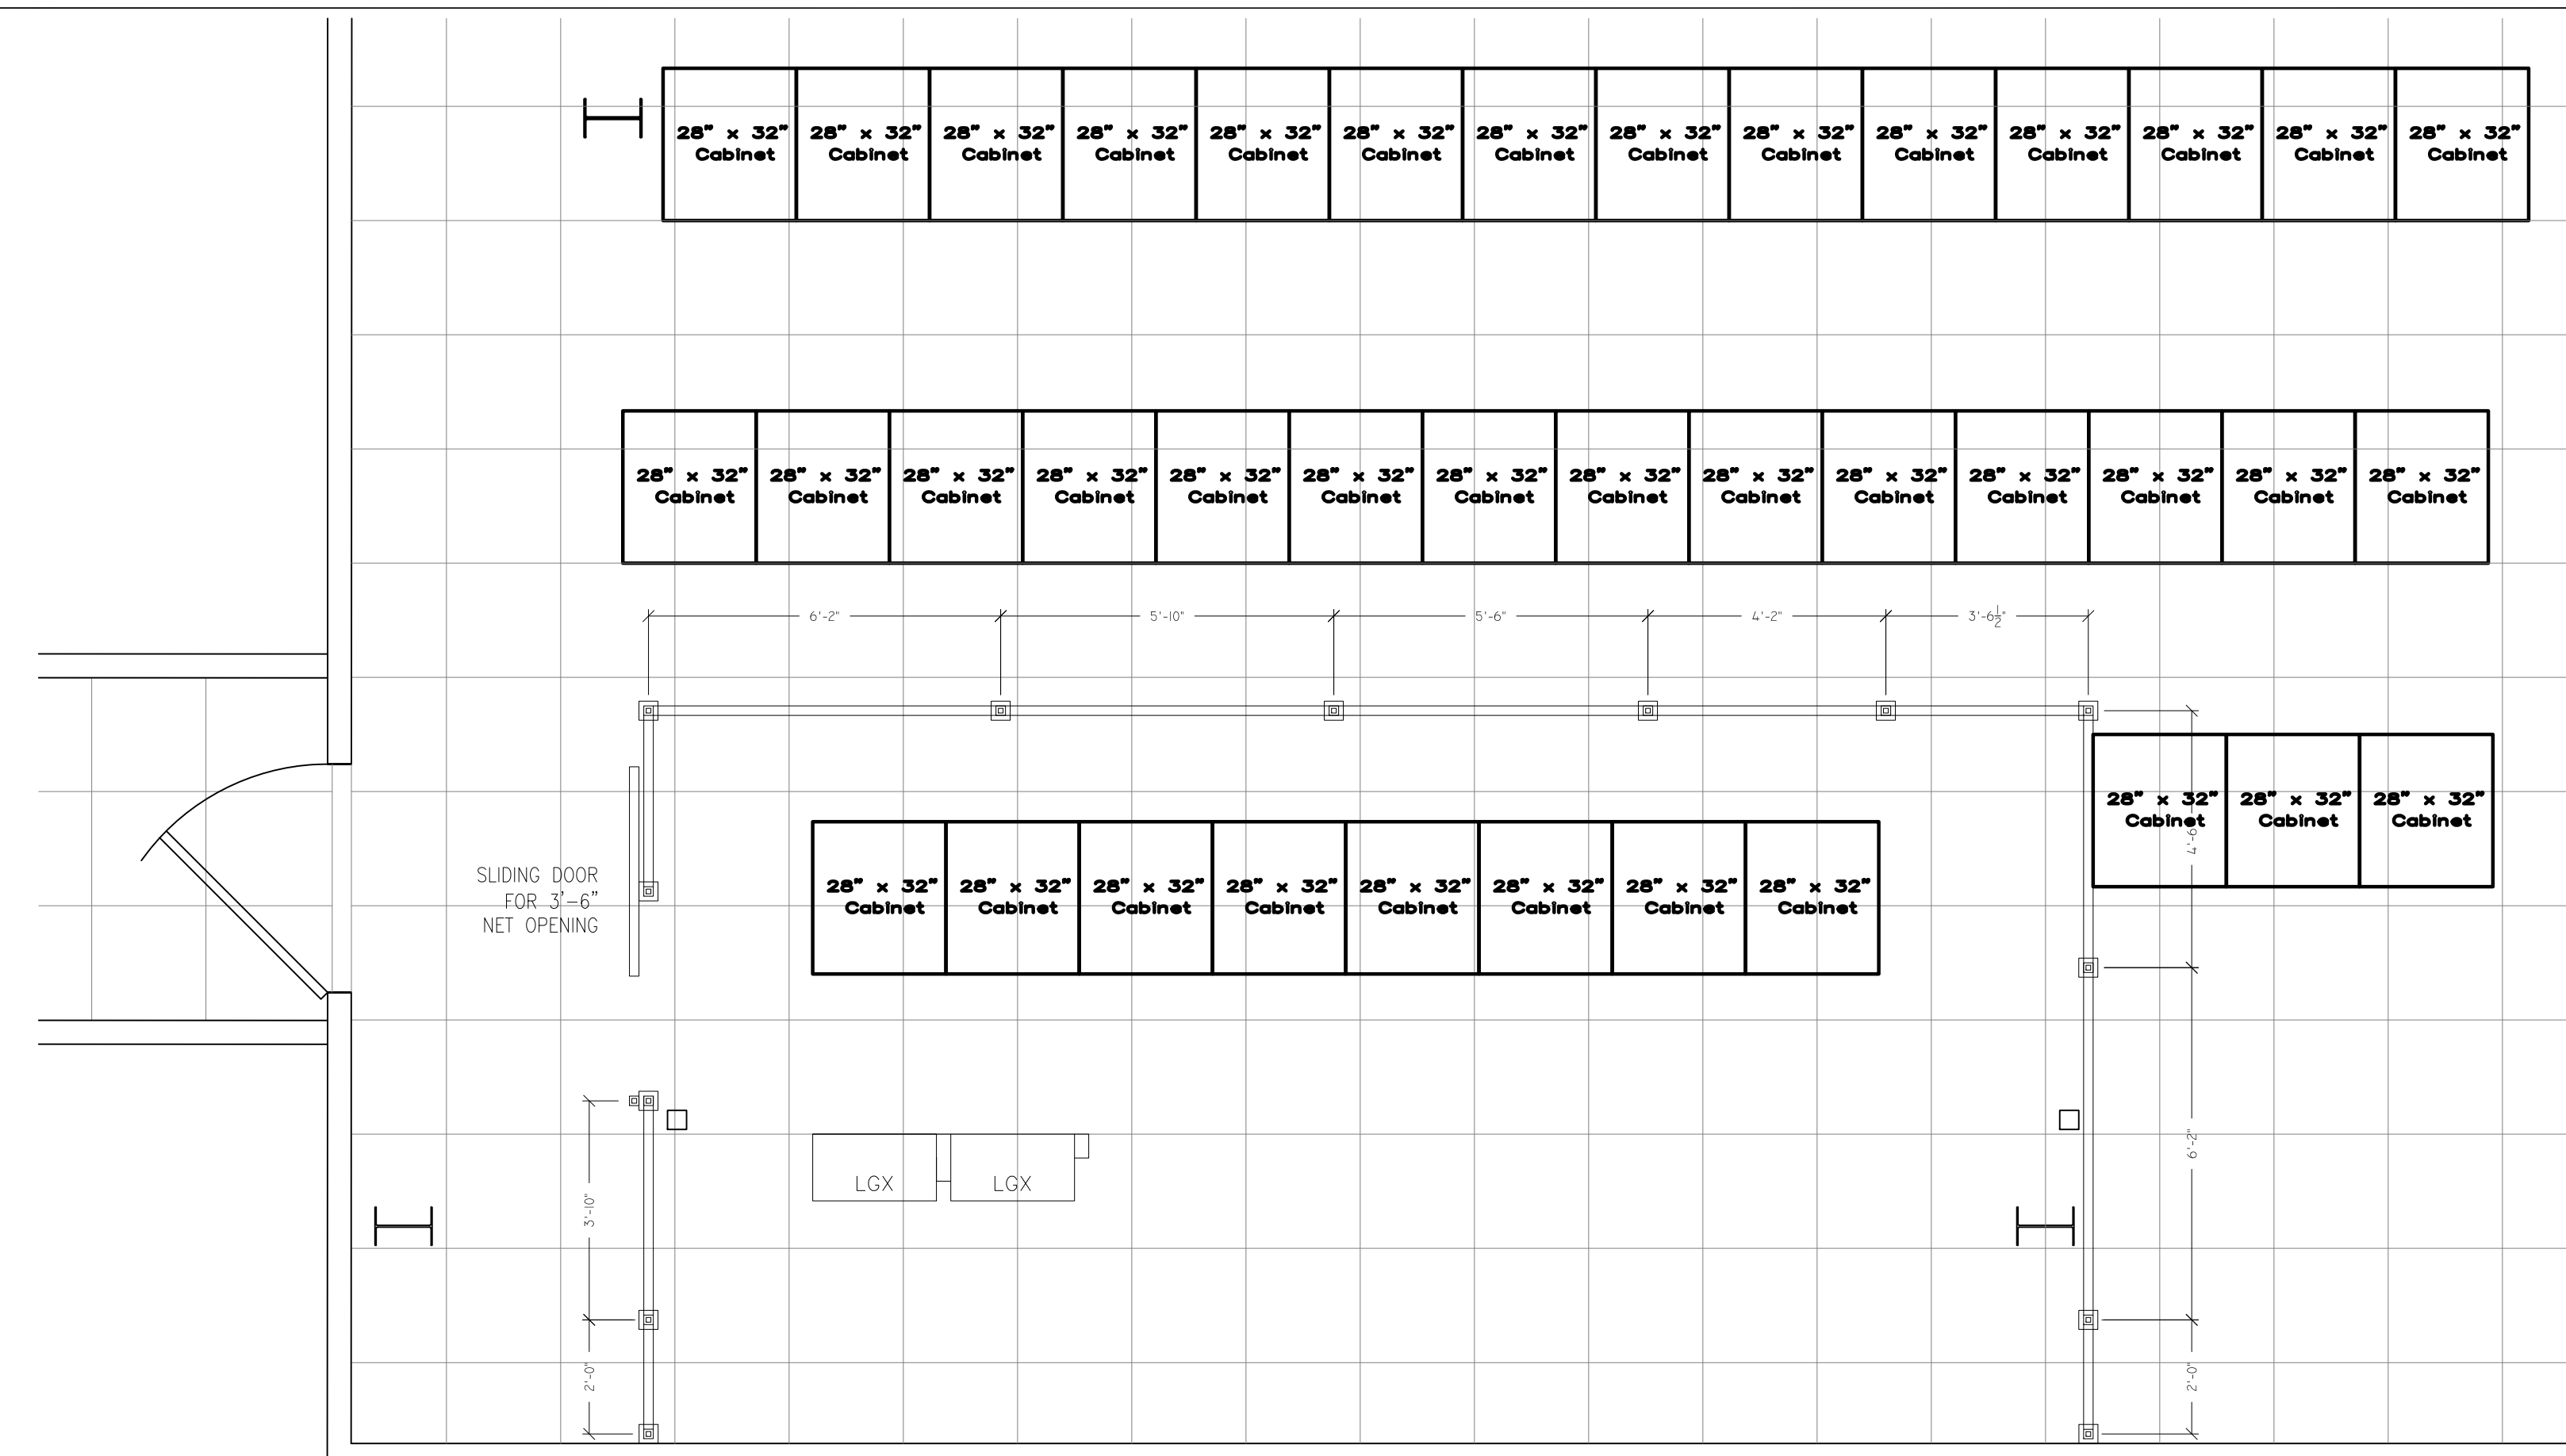 28" x 32" 28" x 32" 28" x 32" 28" x 32" 28" x 32" 28" x 32" 28" x 32" 28" x 32" 28" x 32" 28" x 32" 28" x 32" 28" x 32" 28" x 32" 28" x 32"
Cabinet Cabinet Cabinet Cabinet Cabinet Cabinet Cabinet Cabinet Cabinet Cabinet Cabinet Cabinet Cabinet Cabinet
28" x 32" 28" x 32" 28" x 32" 28" x 32" 28" x 32" 28" x 32" 28" x 32" 28" x 32" 28" x 32" 28" x 32" 28" x 32" 28" x 32" 28" x 32" 28" x 32"
Cabinet Cabinet Cabinet Cabinet Cabinet Cabinet Cabinet Cabinet Cabinet Cabinet Cabinet Cabinet Cabinet Cabinet
6'-2" 5'-10" 5'-6" 4'-2" 3'-6½"
28" x 32" 28" x 32" 28" x 32"
Cabinet Cabinet Cabinet
4'-6"
SLIDING DOOR
FOR 3'-6"
NET OPENING
28" x 32" 28" x 32" 28" x 32" 28" x 32" 28" x 32" 28" x 32" 28" x 32" 28" x 32"
Cabinet Cabinet Cabinet Cabinet Cabinet Cabinet Cabinet Cabinet
6'-2"
LGX LGX
3'-10"
2'-0" 2'-0"